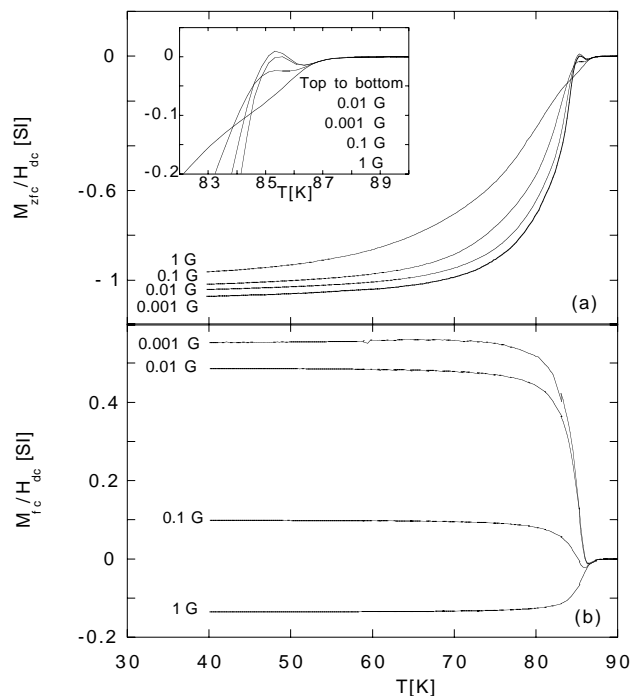 0
-0.6
-1
M_zfc/H_dc [SI]
0
-0.1
-0.2
83 85 87 89
T[K]
Top to bottom
0.01 G
0.001 G
0.1 G
1 G
1 G
0.1 G
0.01 G
0.001 G
(a)
0.4
0.2
0
-0.2
M_fc/H_dc [SI]
0.001 G
0.01 G
0.1 G
1 G
(b)
30 40 50 60 70 80 90
T[K]